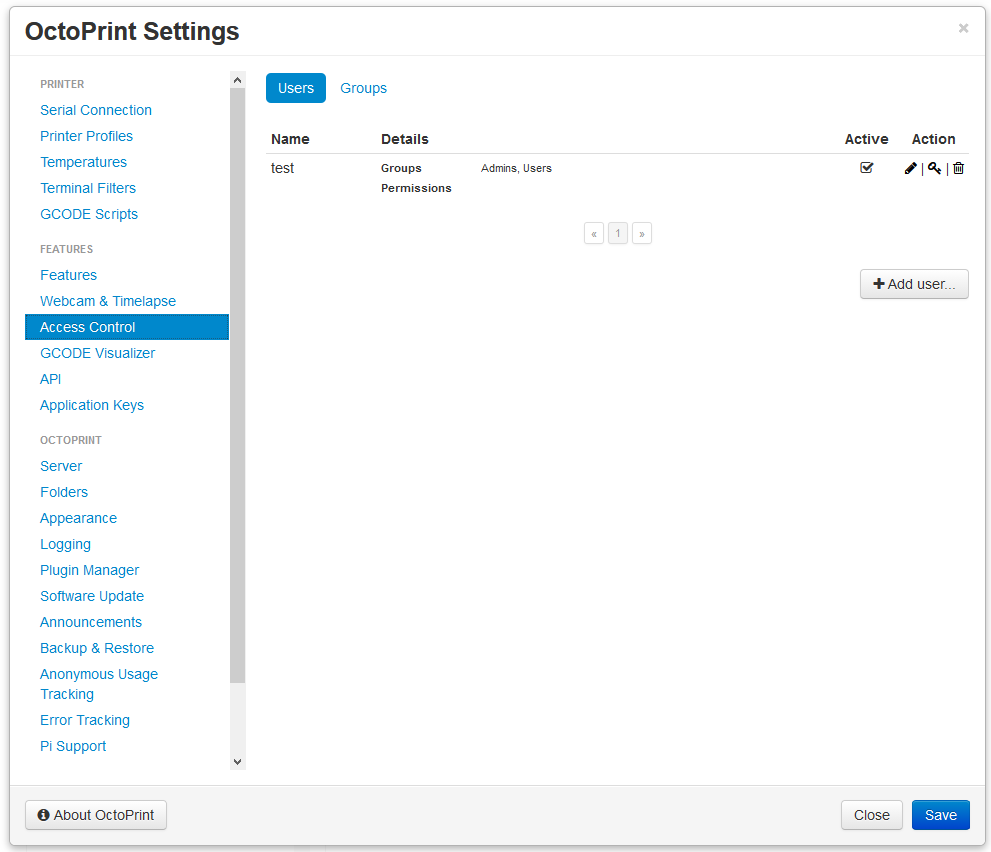 OctoPrint Settings
×
PRINTER
Serial Connection
Printer Profiles
Temperatures
Terminal Filters
GCODE Scripts
FEATURES
Features
Webcam & Timelapse
Access Control
GCODE Visualizer
API
Application Keys
OCTOPRINT
Server
Folders
Appearance
Logging
Plugin Manager
Software Update
Announcements
Backup & Restore
Anonymous Usage
Tracking
Error Tracking
Pi Support
Users Groups
Name Details Active Action
test Groups Admins, Users | |
Permissions
« 1 »
Add user...
About OctoPrint
Close Save